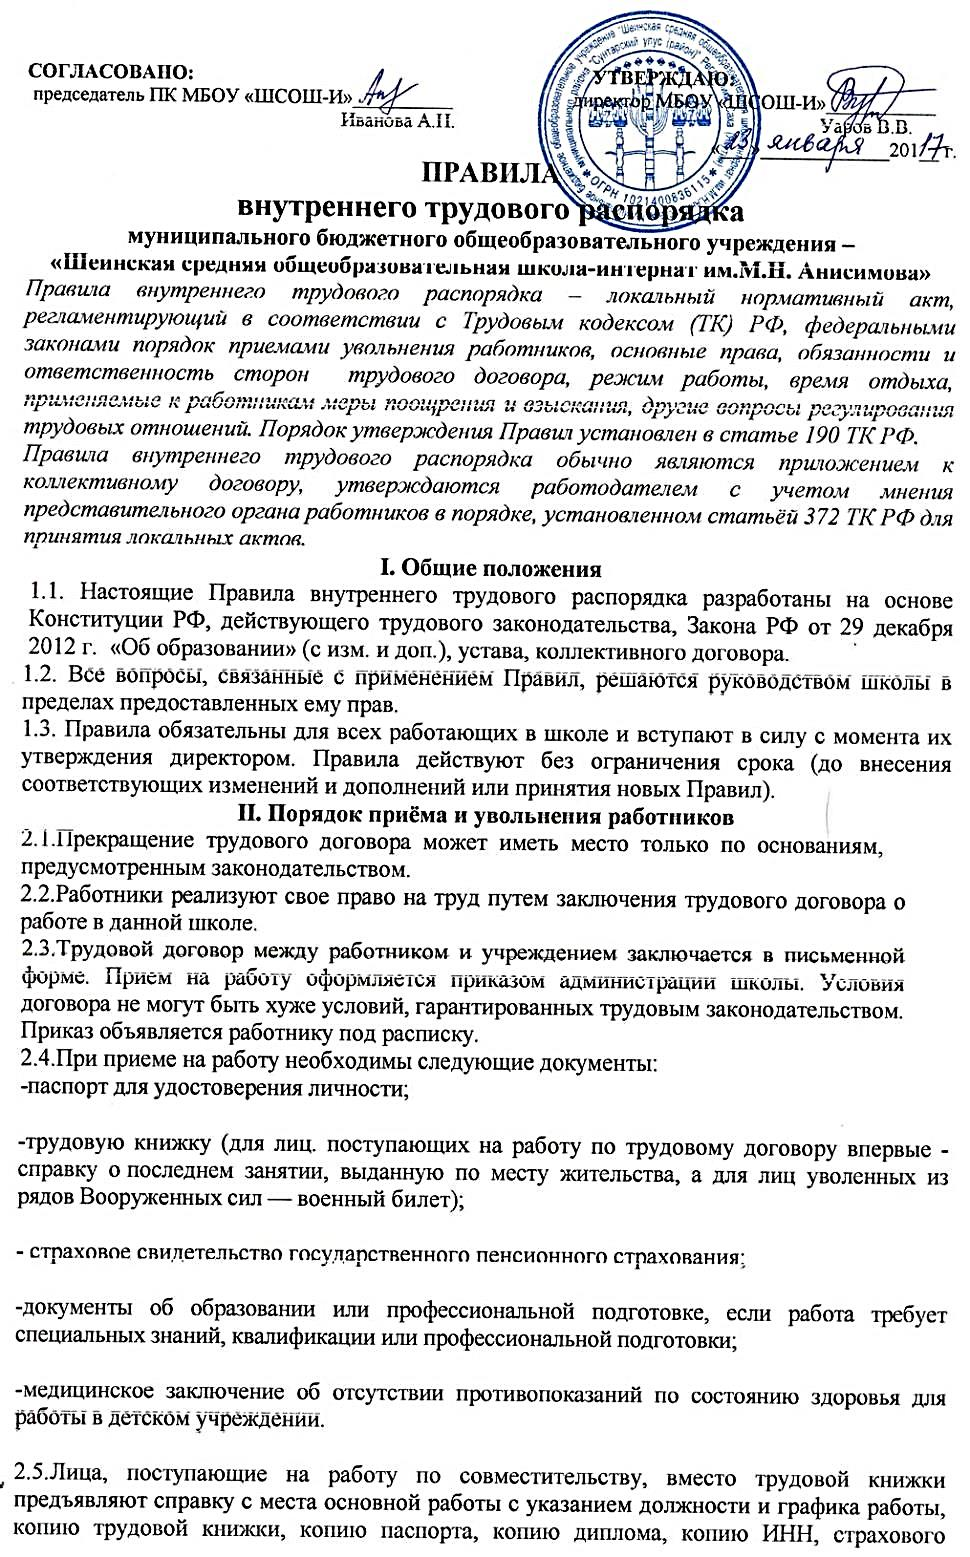 СОГЛАСОВАНО:
председатель ПК МБОУ «ШСОШ-И»
Иванова А.П.
УТВЕРЖДАЮ:
директор МБОУ «ШСОШ-И»
Уаров В.В.
«23» января 2017 г.
ОГРН 1021400836115
ПРАВИЛА
внутреннего трудового распорядка
муниципального бюджетного общеобразовательного учреждения –
«Шеинская средняя общеобразовательная школа-интернат им.М.Н. Анисимова»
Правила внутреннего трудового распорядка – локальный нормативный акт,
регламентирующий в соответствии с Трудовым кодексом (ТК) РФ, федеральными
законами порядок приемами увольнения работников, основные права, обязанности и
ответственность сторон трудового договора, режим работы, время отдыха,
применяемые к работникам меры поощрения и взыскания, другие вопросы регулирования
трудовых отношений. Порядок утверждения Правил установлен в статье 190 ТК РФ.
Правила внутреннего трудового распорядка обычно являются приложением к
коллективному договору, утверждаются работодателем с учетом мнения
представительного органа работников в порядке, установленном статьёй 372 ТК РФ для
принятия локальных актов.
I. Общие положения
1.1. Настоящие Правила внутреннего трудового распорядка разработаны на основе
Конституции РФ, действующего трудового законодательства, Закона РФ от 29 декабря
2012 г. «Об образовании» (с изм. и доп.), устава, коллективного договора.
1.2. Все вопросы, связанные с применением Правил, решаются руководством школы в
пределах предоставленных ему прав.
1.3. Правила обязательны для всех работающих в школе и вступают в силу с момента их
утверждения директором. Правила действуют без ограничения срока (до внесения
соответствующих изменений и дополнений или принятия новых Правил).
II. Порядок приёма и увольнения работников
2.1.Прекращение трудового договора может иметь место только по основаниям,
предусмотренным законодательством.
2.2.Работники реализуют свое право на труд путем заключения трудового договора о
работе в данной школе.
2.3.Трудовой договор между работником и учреждением заключается в письменной
форме. Прием на работу оформляется приказом администрации школы. Условия
договора не могут быть хуже условий, гарантированных трудовым законодательством.
Приказ объявляется работнику под расписку.
2.4.При приеме на работу необходимы следующие документы:
-паспорт для удостоверения личности;
-трудовую книжку (для лиц. поступающих на работу по трудовому договору впервые -
справку о последнем занятии, выданную по месту жительства, а для лиц уволенных из
рядов Вооруженных сил — военный билет);
- страховое свидетельство государственного пенсионного страхования;
-документы об образовании или профессиональной подготовке, если работа требует
специальных знаний, квалификации или профессиональной подготовки;
-медицинское заключение об отсутствии противопоказаний по состоянию здоровья для
работы в детском учреждении.
2.5.Лица, поступающие на работу по совместительству, вместо трудовой книжки
предъявляют справку с места основной работы с указанием должности и графика работы,
копию трудовой книжки, копию паспорта, копию диплома, копию ИНН, страхового